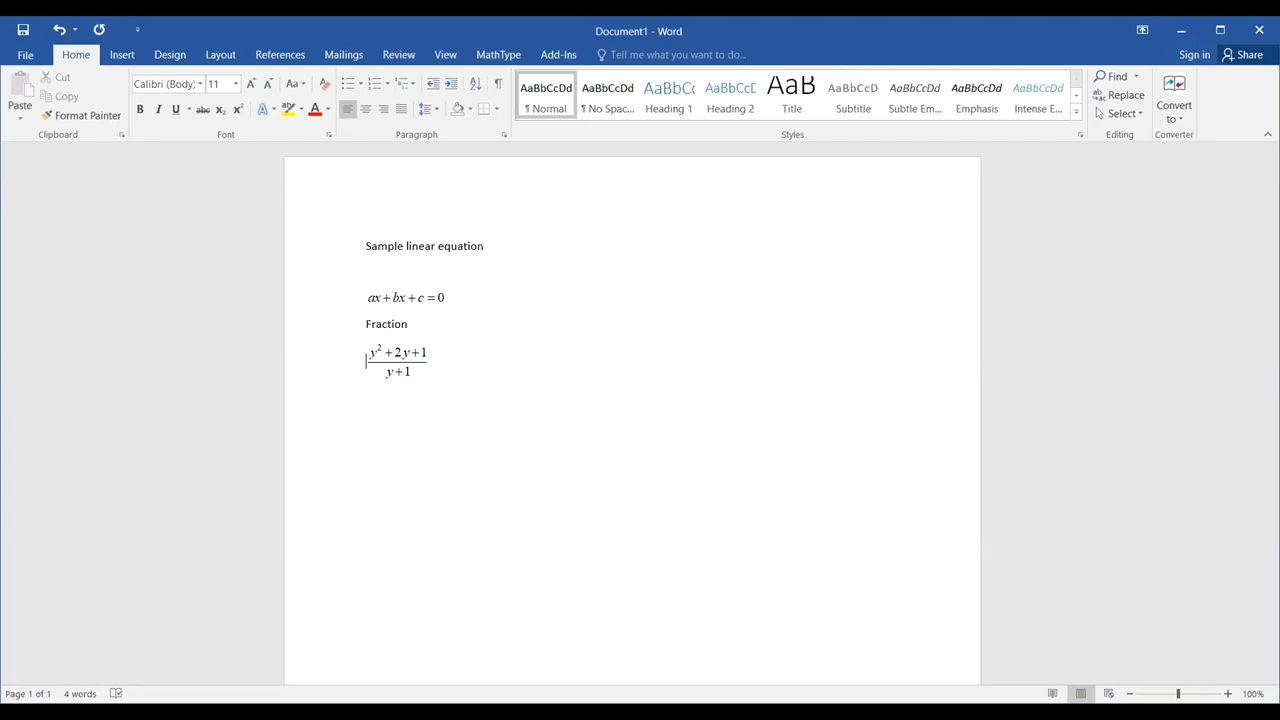 Document1 - Word
File Home Insert Design Layout References Mailings Review View MathType Add-Ins Tell me what you want to do... Sign in Share
Paste
Cut
Copy
Format Painter
Clipboard
Calibri (Body) 11
Font
Paragraph
AaBbCcDd AaBbCcDd AaBbCc AaBbCcD AaB AaBbCcD AaBbCcDd AaBbCcDd AaBbCcDd
¶ Normal ¶ No Spac... Heading 1 Heading 2 Title Subtitle Subtle Em... Emphasis Intense E...
Styles
Find
Replace
Select
Editing
Convert
to
Converter
Sample linear equation
ax + bx + c = 0
Fraction
y² + 2y + 1
y + 1
Page 1 of 1 4 words 100%